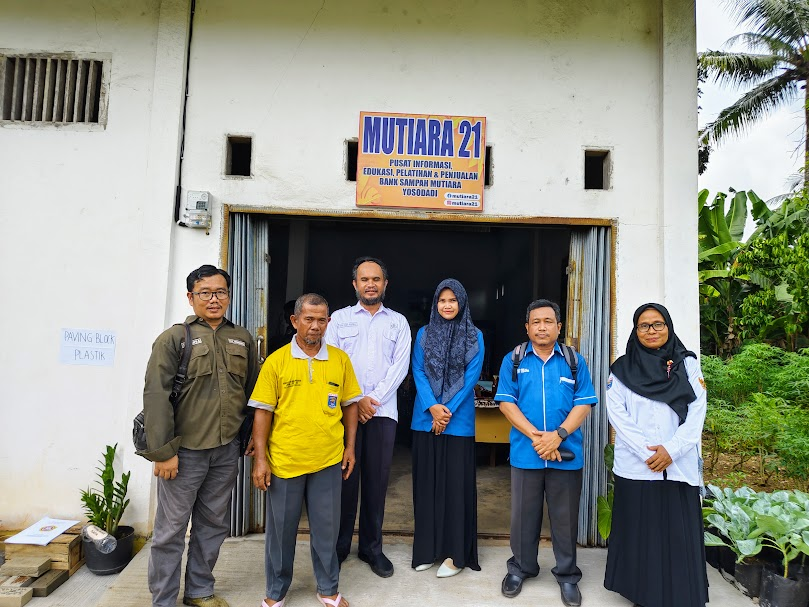 MUTIARA 21
PUSAT INFORMASI,
EDUKASI, PELATIHAN & PENJUALAN
BANK SAMPAH MUTIARA
YOSODADI
mutiara21
mutiara21
PAVING BLOCK
PLASTIK